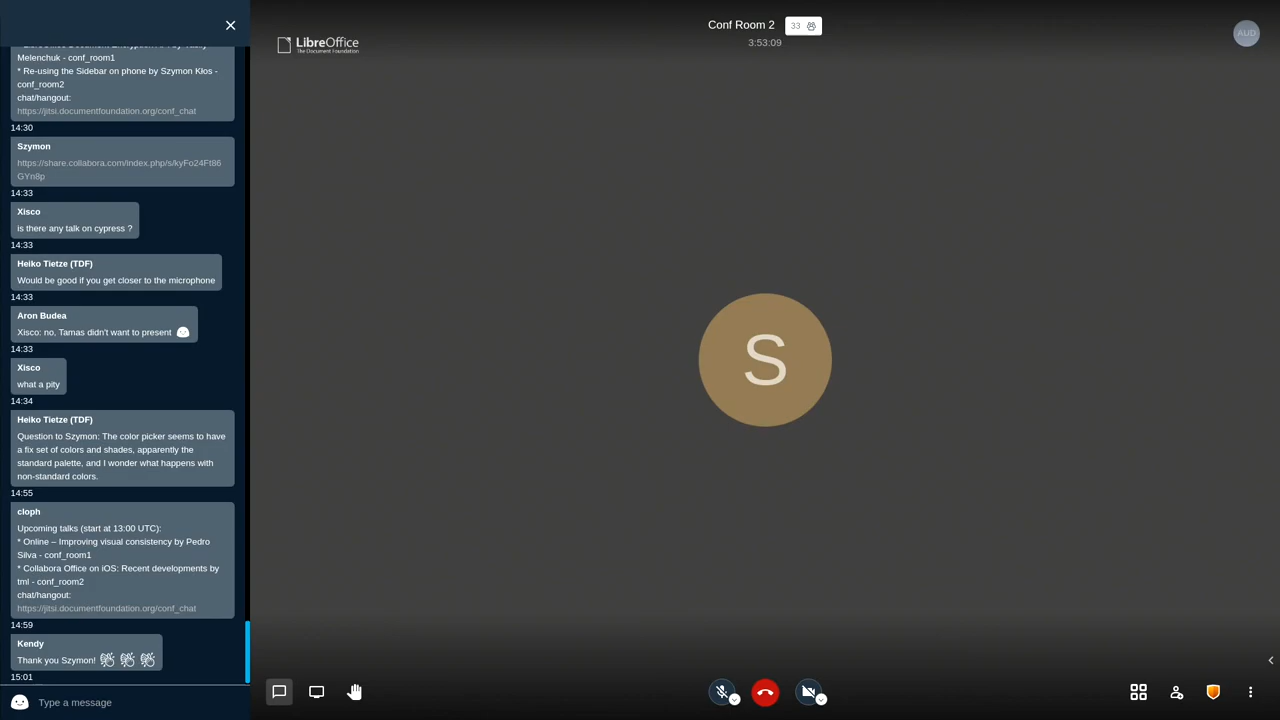 Melenchuk - conf_room1
* Re-using the Sidebar on phone by Szymon Kłos -
conf_room2
chat/hangout:
https://jitsi.documentfoundation.org/conf_chat
14:30
Szymon
https://share.collabora.com/index.php/s/kyFo24Ft86
GYn8p
14:33
Xisco
is there any talk on cypress ?
14:33
Heiko Tietze (TDF)
Would be good if you get closer to the microphone
14:33
Aron Budea
Xisco: no, Tamas didn't want to present
14:33
Xisco
what a pity
14:34
Heiko Tietze (TDF)
Question to Szymon: The color picker seems to have
a fix set of colors and shades, apparently the
standard palette, and I wonder what happens with
non-standard colors.
14:55
cloph
Upcoming talks (start at 13:00 UTC):
* Online – Improving visual consistency by Pedro
Silva - conf_room1
* Collabora Office on iOS: Recent developments by
tml - conf_room2
chat/hangout:
https://jitsi.documentfoundation.org/conf_chat
14:59
Kendy
Thank you Szymon!
15:01
Type a message
LibreOffice
The Document Foundation
Conf Room 2
33
3:53:09
AUD
S